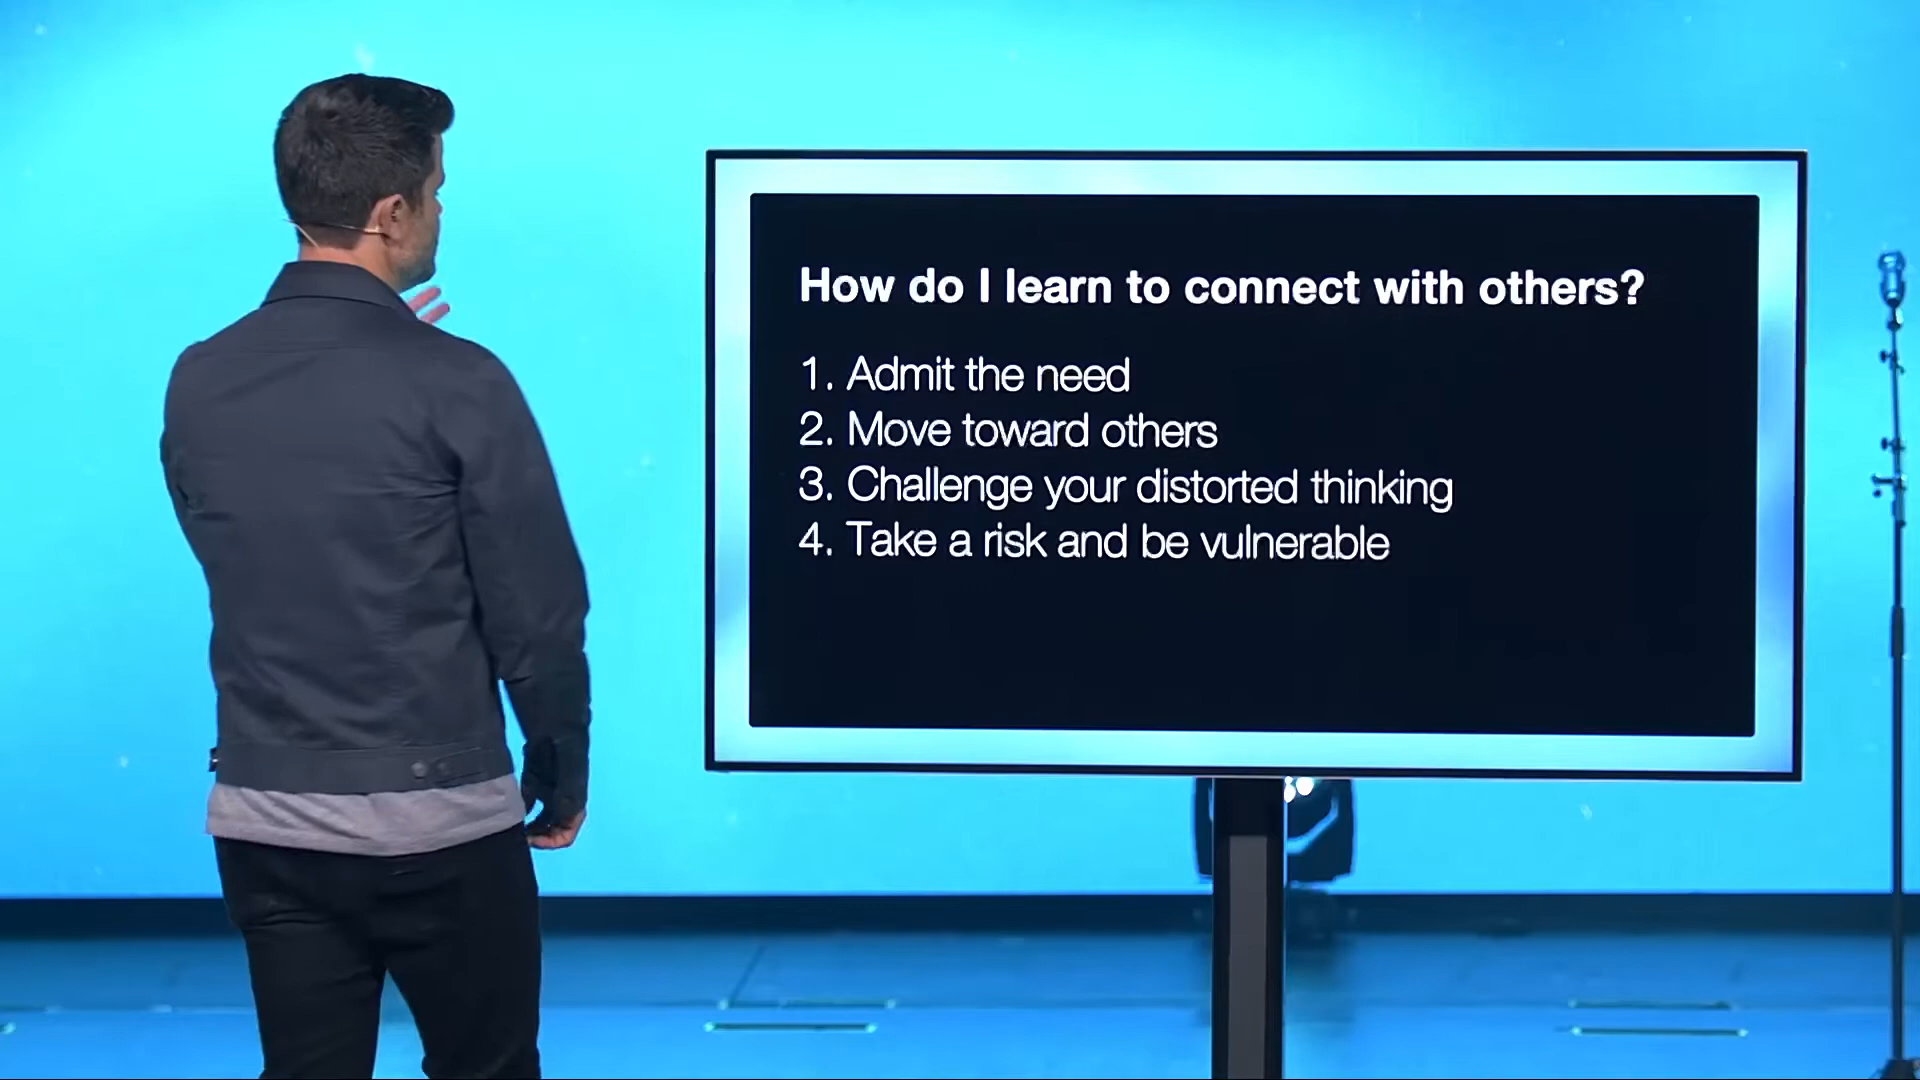 How do I learn to connect with others?
1. Admit the need
2. Move toward others
3. Challenge your distorted thinking
4. Take a risk and be vulnerable